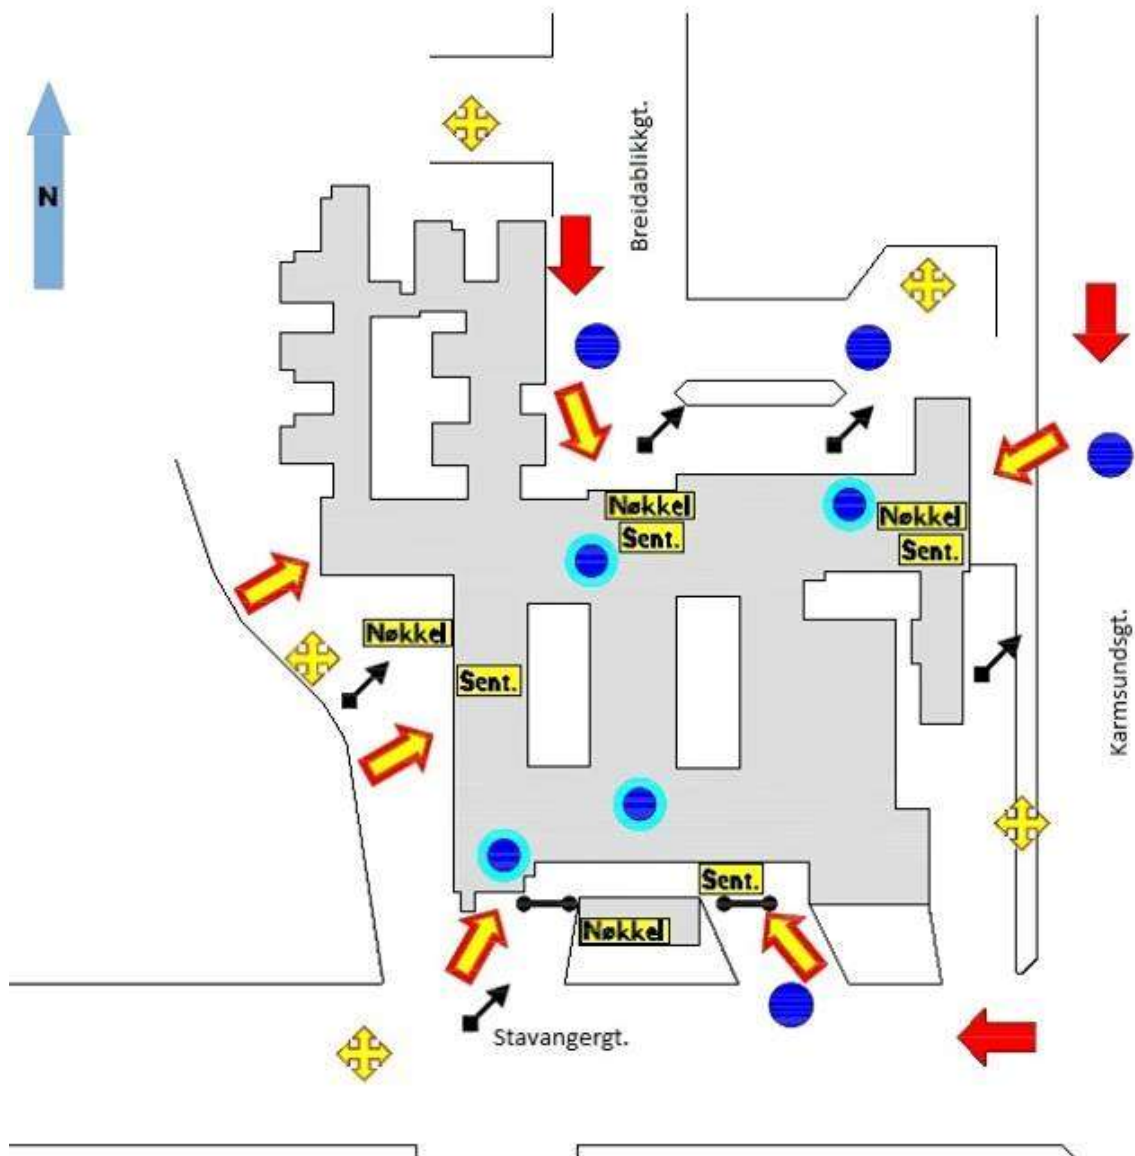 N
Breidablikkgt.
Nøkkel
Sent.
Nøkkel
Sent.
Nøkkel
Sent.
Karmsundsgt.
Sent.
Nøkkel
Stavangergt.